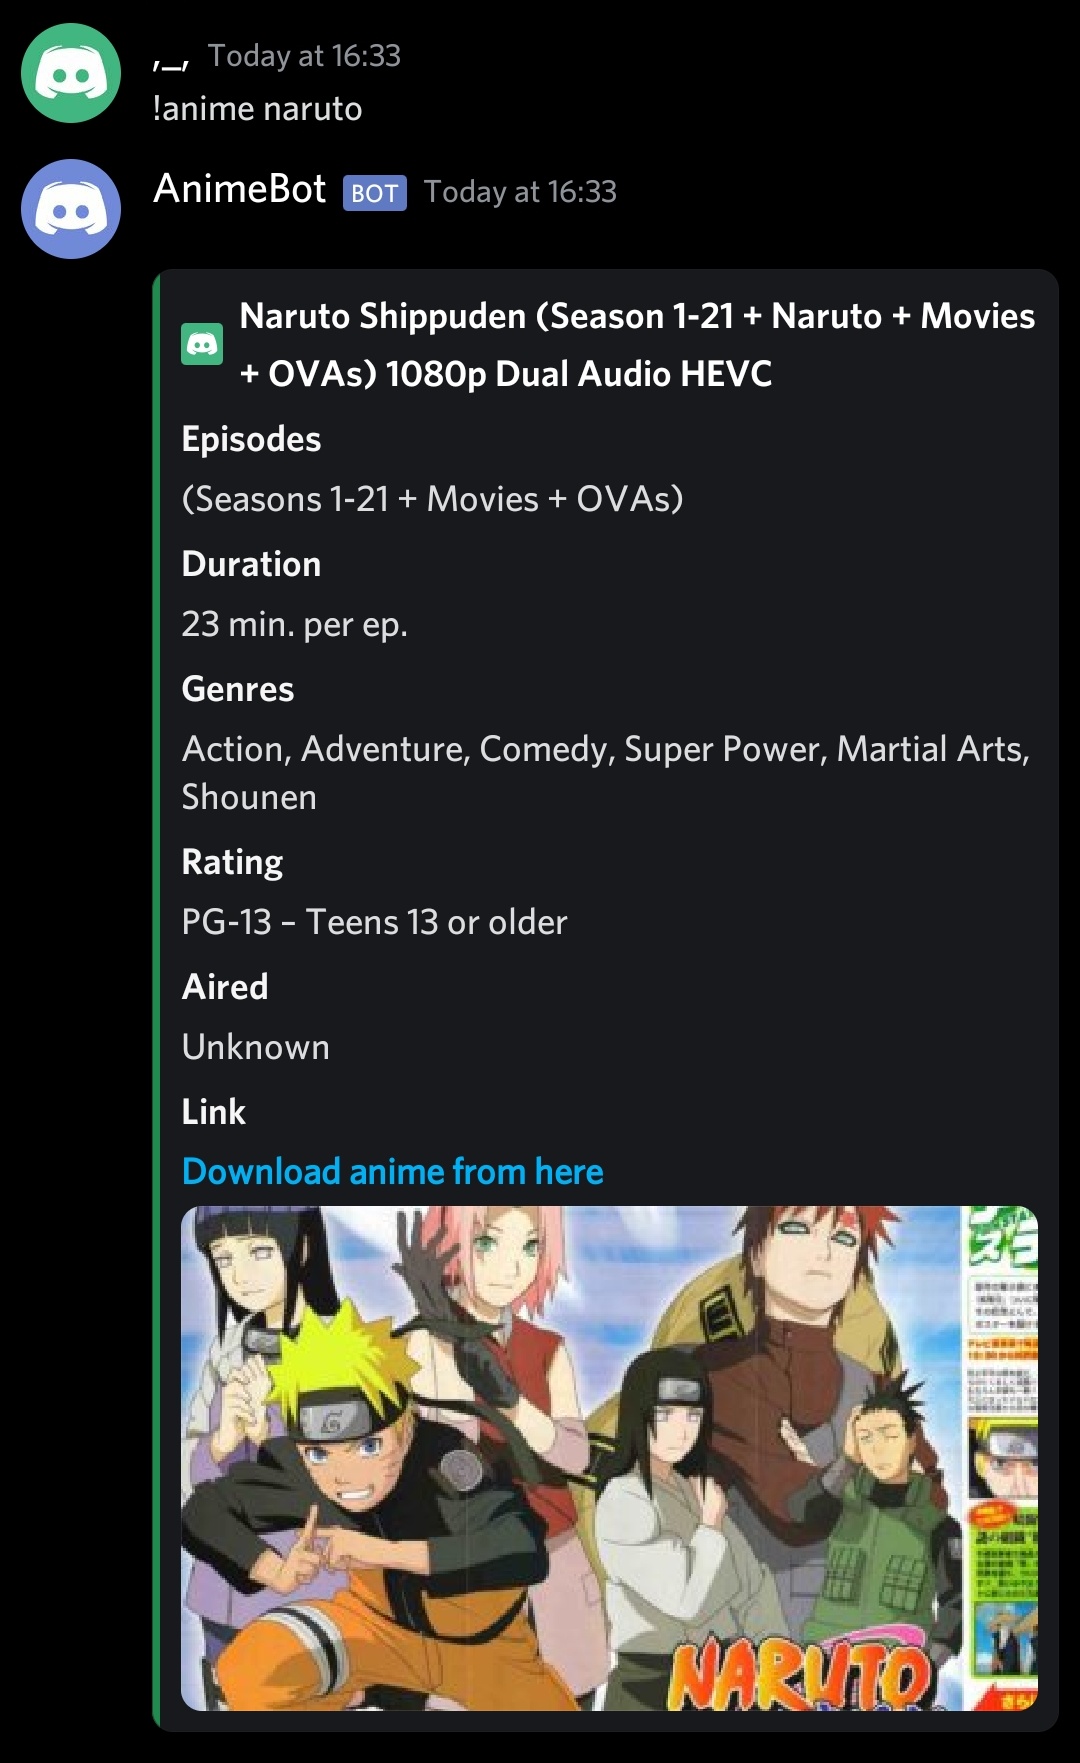 ,_, Today at 16:33
!anime naruto
AnimeBot BOT Today at 16:33
Naruto Shippuden (Season 1-21 + Naruto + Movies
+ OVAs) 1080p Dual Audio HEVC
Episodes
(Seasons 1-21 + Movies + OVAs)
Duration
23 min. per ep.
Genres
Action, Adventure, Comedy, Super Power, Martial Arts,
Shounen
Rating
PG-13 – Teens 13 or older
Aired
Unknown
Link
Download anime from here
NARUTO